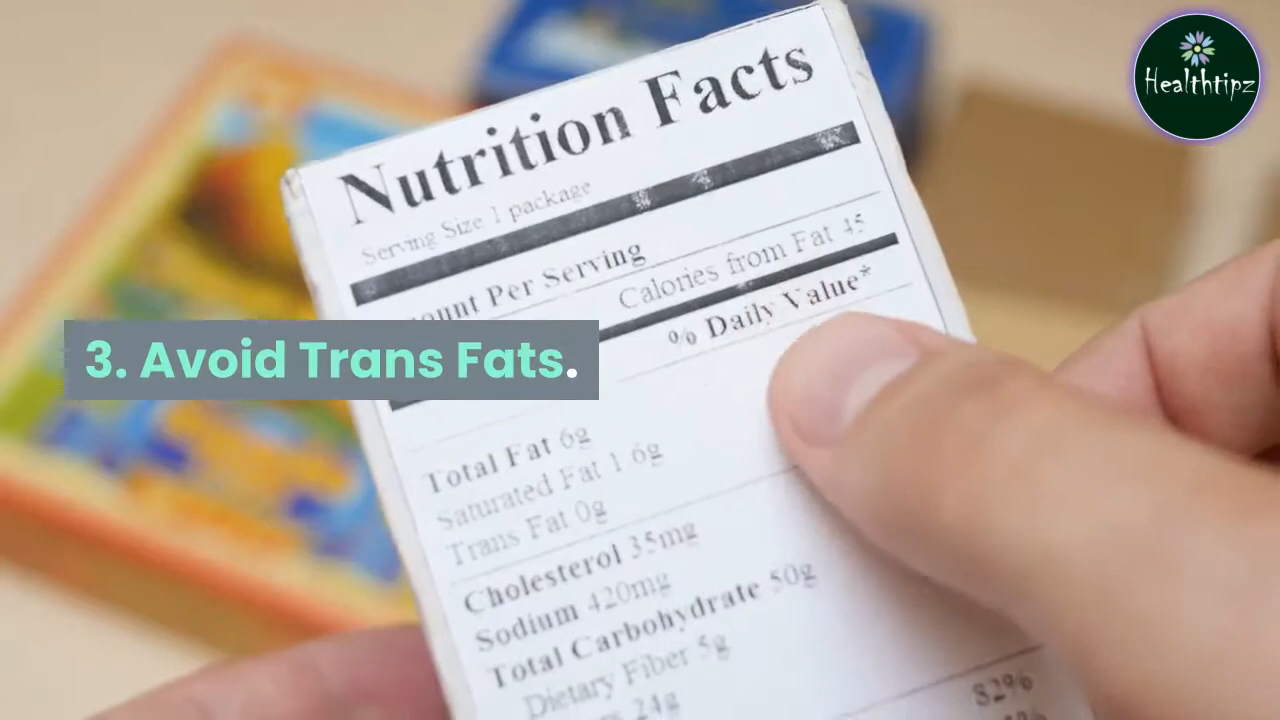 Healthtipz
Nutrition Facts
Serving Size 1 package
Per Serving
Calories from Fat 45
% Daily Value*
3. Avoid Trans Fats.
Total Fat 6g
Saturated Fat 1.6g
Trans Fat 0g
Cholesterol 35mg
Sodium 420mg
Total Carbohydrate 50g
Dietary Fiber 5g
24g
82%